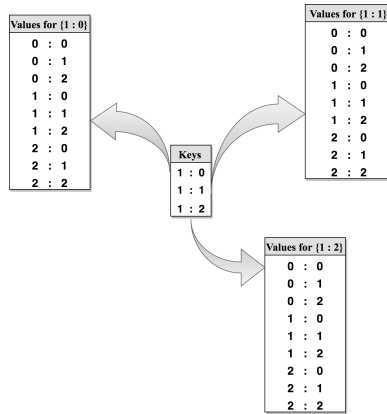 Values for {1 : 0}
0 : 0
0 : 1
0 : 2
1 : 0
1 : 1
1 : 2
2 : 0
2 : 1
2 : 2
Values for {1 : 1}
0 : 0
0 : 1
0 : 2
1 : 0
1 : 1
1 : 2
2 : 0
2 : 1
2 : 2
Keys
1 : 0
1 : 1
1 : 2
Values for {1 : 2}
0 : 0
0 : 1
0 : 2
1 : 0
1 : 1
1 : 2
2 : 0
2 : 1
2 : 2